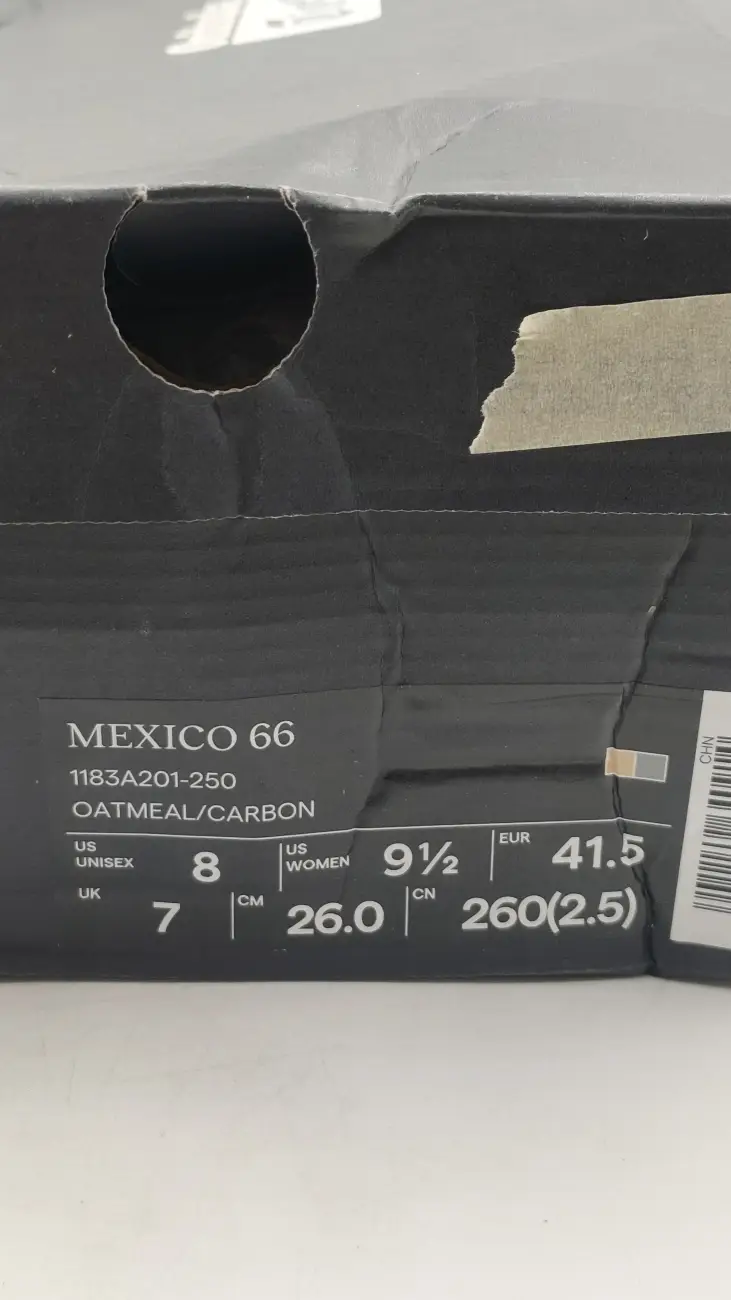 MEXICO 66
1183A201-250
OATMEAL/CARBON
US UNISEX 8 US WOMEN 9½ EUR 41.5
UK 7 CM 26.0 CN 260(2.5)
CHN